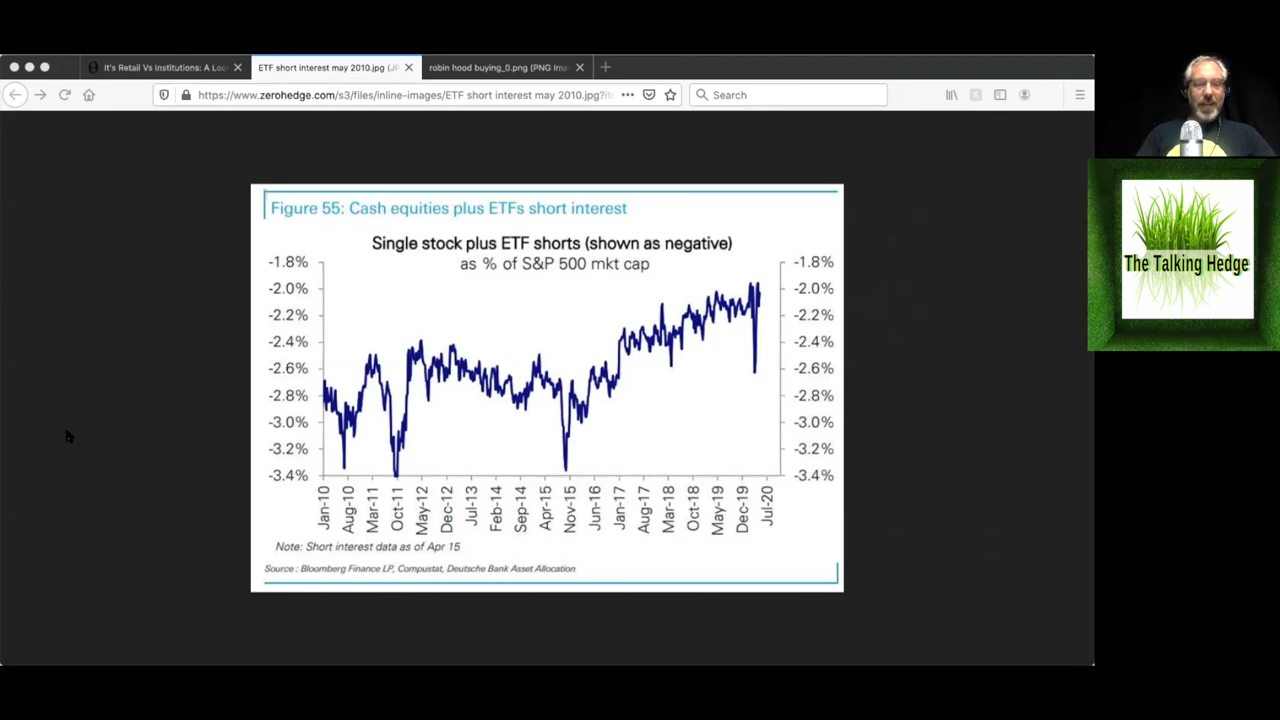 It's Retail Vs Institutions: A Loo
ETF short interest may 2010.jpg (JP
robin hood buying_0.png (PNG Ima
https://www.zerohedge.com/s3/files/inline-images/ETF short interest may 2010.jpg?it
Search
Figure 55: Cash equities plus ETFs short interest
Single stock plus ETF shorts (shown as negative)
as % of S&P 500 mkt cap
-1.8% -1.8%
-2.0% -2.0%
-2.2% -2.2%
-2.4% -2.4%
-2.6% -2.6%
-2.8% -2.8%
-3.0% -3.0%
-3.2% -3.2%
-3.4% -3.4%
Jan-10 Aug-10 Mar-11 Oct-11 May-12 Dec-12 Jul-13 Feb-14 Sep-14 Apr-15 Nov-15 Jun-16 Jan-17 Aug-17 Mar-18 Oct-18 May-19 Dec-19 Jul-20
Note: Short interest data as of Apr 15
Source : Bloomberg Finance LP, Compustat, Deutsche Bank Asset Allocation
The Talking Hedge